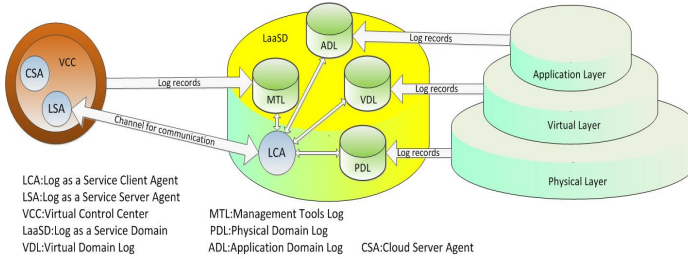 LaaSD
ADL
Log records
CSA
VCC
Log records
MTL
VDL
Log records
Application Layer
LSA
Channel for communication
Virtual Layer
LCA
PDL
Log records
Physical Layer
LCA:Log as a Service Client Agent
LSA:Log as a Service Server Agent
VCC:Virtual Control Center
MTL:Management Tools Log
LaaSD:Log as a Service Domain
PDL:Physical Domain Log
VDL:Virtual Domain Log
ADL:Application Domain Log
CSA:Cloud Server Agent